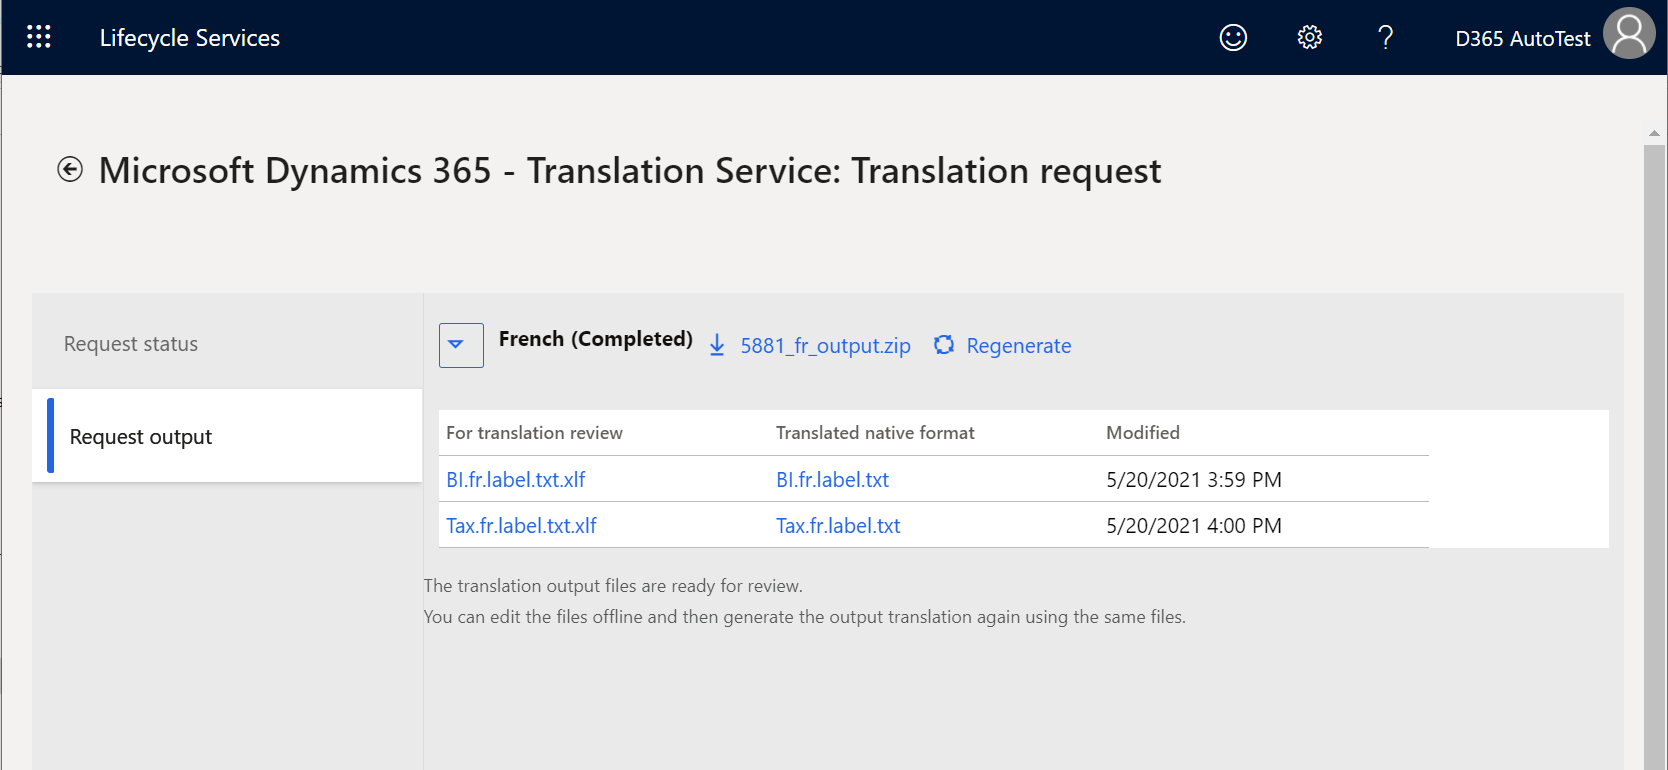 Lifecycle Services
D365 AutoTest
Microsoft Dynamics 365 - Translation Service: Translation request
Request status
Request output
French (Completed) 5881_fr_output.zip Regenerate
For translation review Translated native format Modified
BI.fr.label.txt.xlf BI.fr.label.txt 5/20/2021 3:59 PM
Tax.fr.label.txt.xlf Tax.fr.label.txt 5/20/2021 4:00 PM
The translation output files are ready for review.
You can edit the files offline and then generate the output translation again using the same files.